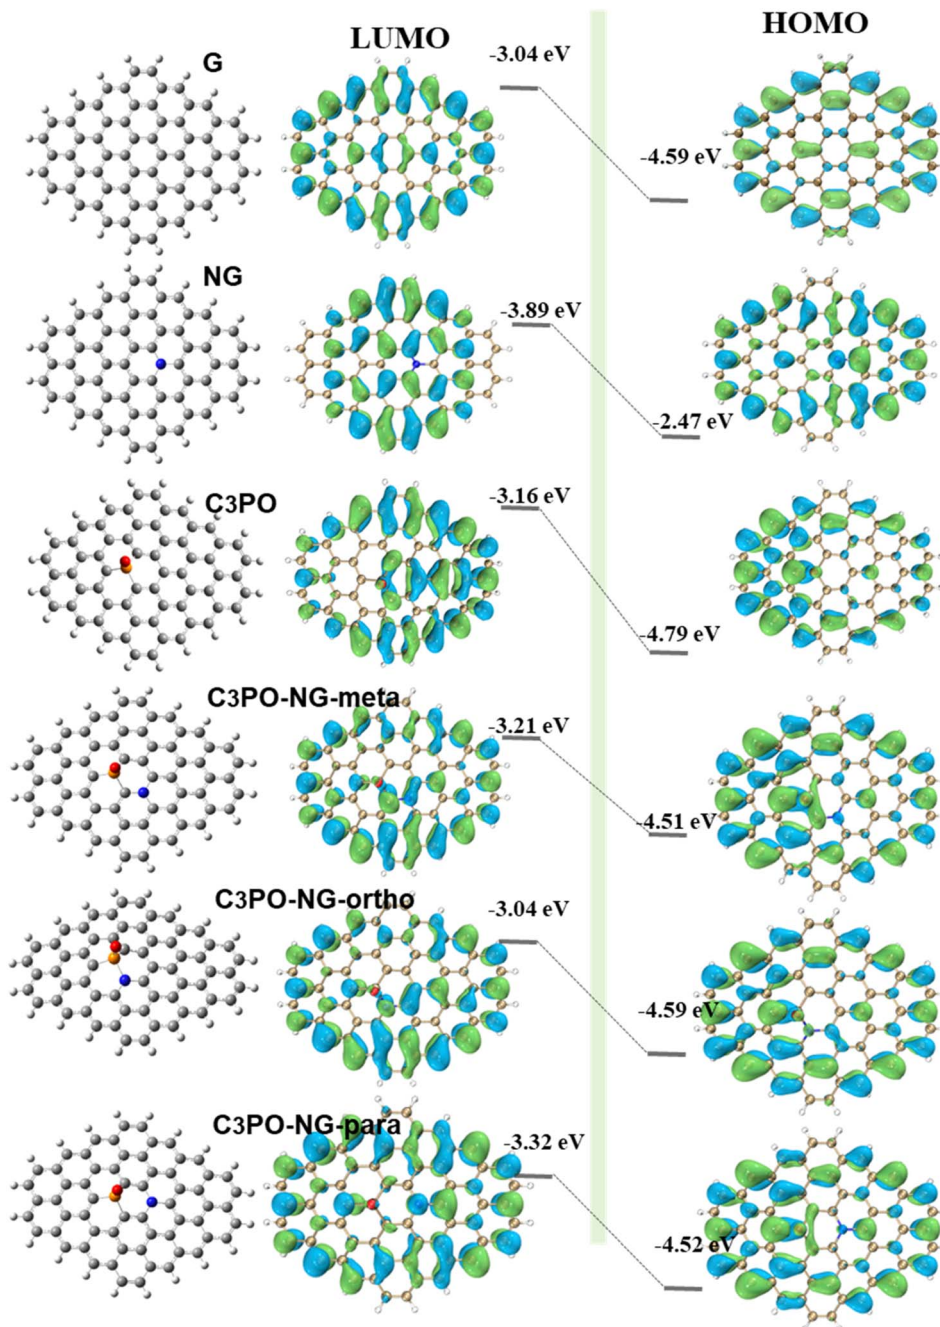 LUMO
HOMO
G
-3.04 eV
-4.59 eV
NG
-3.89 eV
-2.47 eV
C3PO
-3.16 eV
-4.79 eV
C3PO-NG-meta
-3.21 eV
-4.51 eV
C3PO-NG-ortho
-3.04 eV
-4.59 eV
C3PO-NG-para
-3.32 eV
-4.52 eV